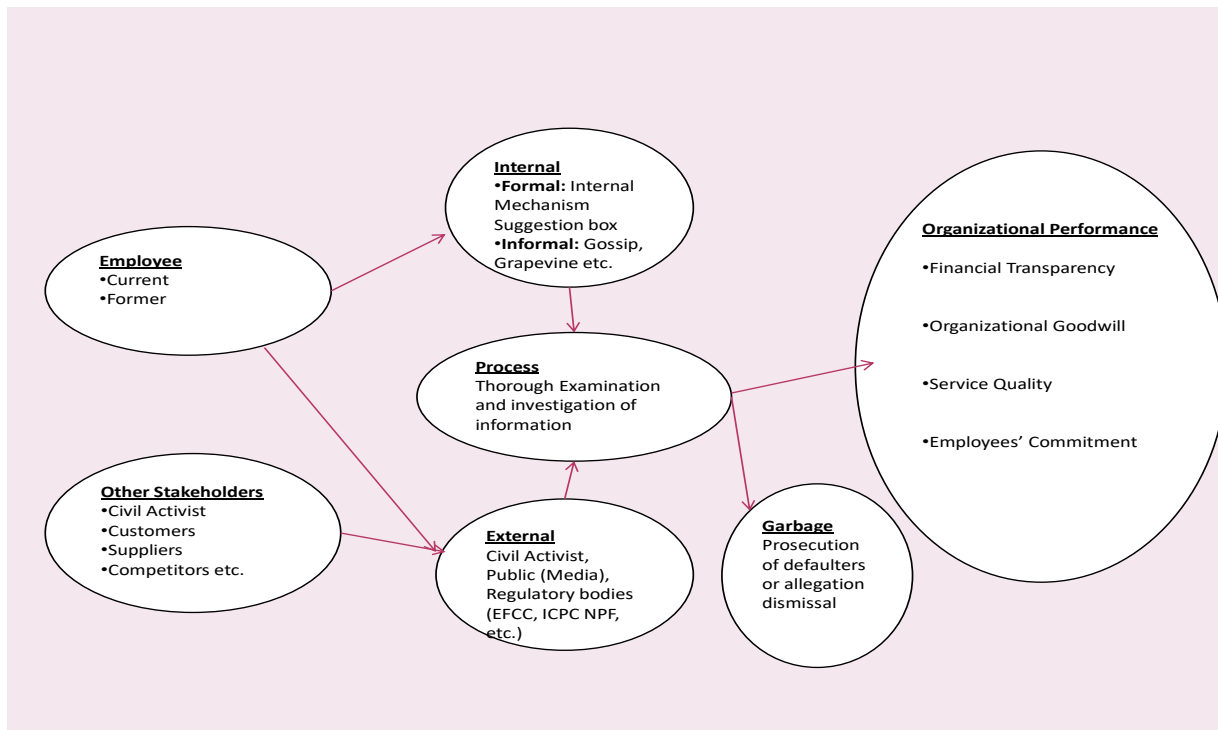 Internal
•Formal: Internal
Mechanism
Suggestion box
•Informal: Gossip,
Grapevine etc.
Employee
•Current
•Former
Organizational Performance
•Financial Transparency
•Organizational Goodwill
•Service Quality
•Employees’ Commitment
Process
Thorough Examination
and investigation of
information
Other Stakeholders
•Civil Activist
•Customers
•Suppliers
•Competitors etc.
External
Civil Activist,
Public (Media),
Regulatory bodies
(EFCC, ICPC NPF,
etc.)
Garbage
Prosecution
of defaulters
or allegation
dismissal